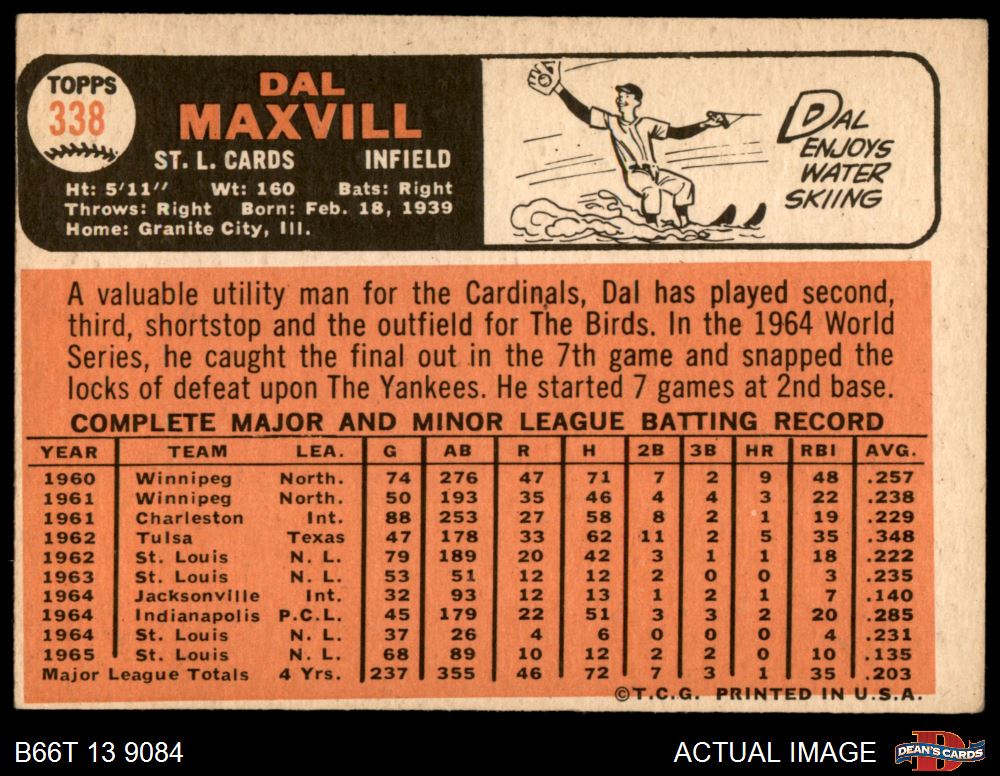 TOPPS
338
DAL
MAXVILL
ST. L. CARDS INFIELD
Ht: 5'11" Wt: 160 Bats: Right
Throws: Right Born: Feb. 18, 1939
Home: Granite City, Ill.
DAL
ENJOYS
WATER
SKIING
A valuable utility man for the Cardinals, Dal has played second,
third, shortstop and the outfield for The Birds. In the 1964 World
Series, he caught the final out in the 7th game and snapped the
locks of defeat upon The Yankees. He started 7 games at 2nd base.
COMPLETE MAJOR AND MINOR LEAGUE BATTING RECORD
YEAR TEAM LEA. G AB R H 2B 3B HR RBI AVG.
1960 Winnipeg North. 74 276 47 71 7 2 9 48 .257
1961 Winnipeg North. 50 193 35 46 4 4 3 22 .238
1961 Charleston Int. 88 253 27 58 8 2 1 19 .229
1962 Tulsa Texas 47 178 33 62 11 2 5 35 .348
1962 St. Louis N. L. 79 189 20 42 3 1 1 18 .222
1963 St. Louis N. L. 53 51 12 12 2 0 0 3 .235
1964 Jacksonville Int. 32 93 12 13 1 2 1 7 .140
1964 Indianapolis P.C.L. 45 179 22 51 3 3 2 20 .285
1964 St. Louis N. L. 37 26 4 6 0 0 0 4 .231
1965 St. Louis N. L. 68 89 10 12 2 2 0 10 .135
Major League Totals 4 Yrs. 237 355 46 72 7 3 1 35 .203
©T.C.G. PRINTED IN U.S.A.
B66T 13 9084 ACTUAL IMAGE DEAN'S CARDS